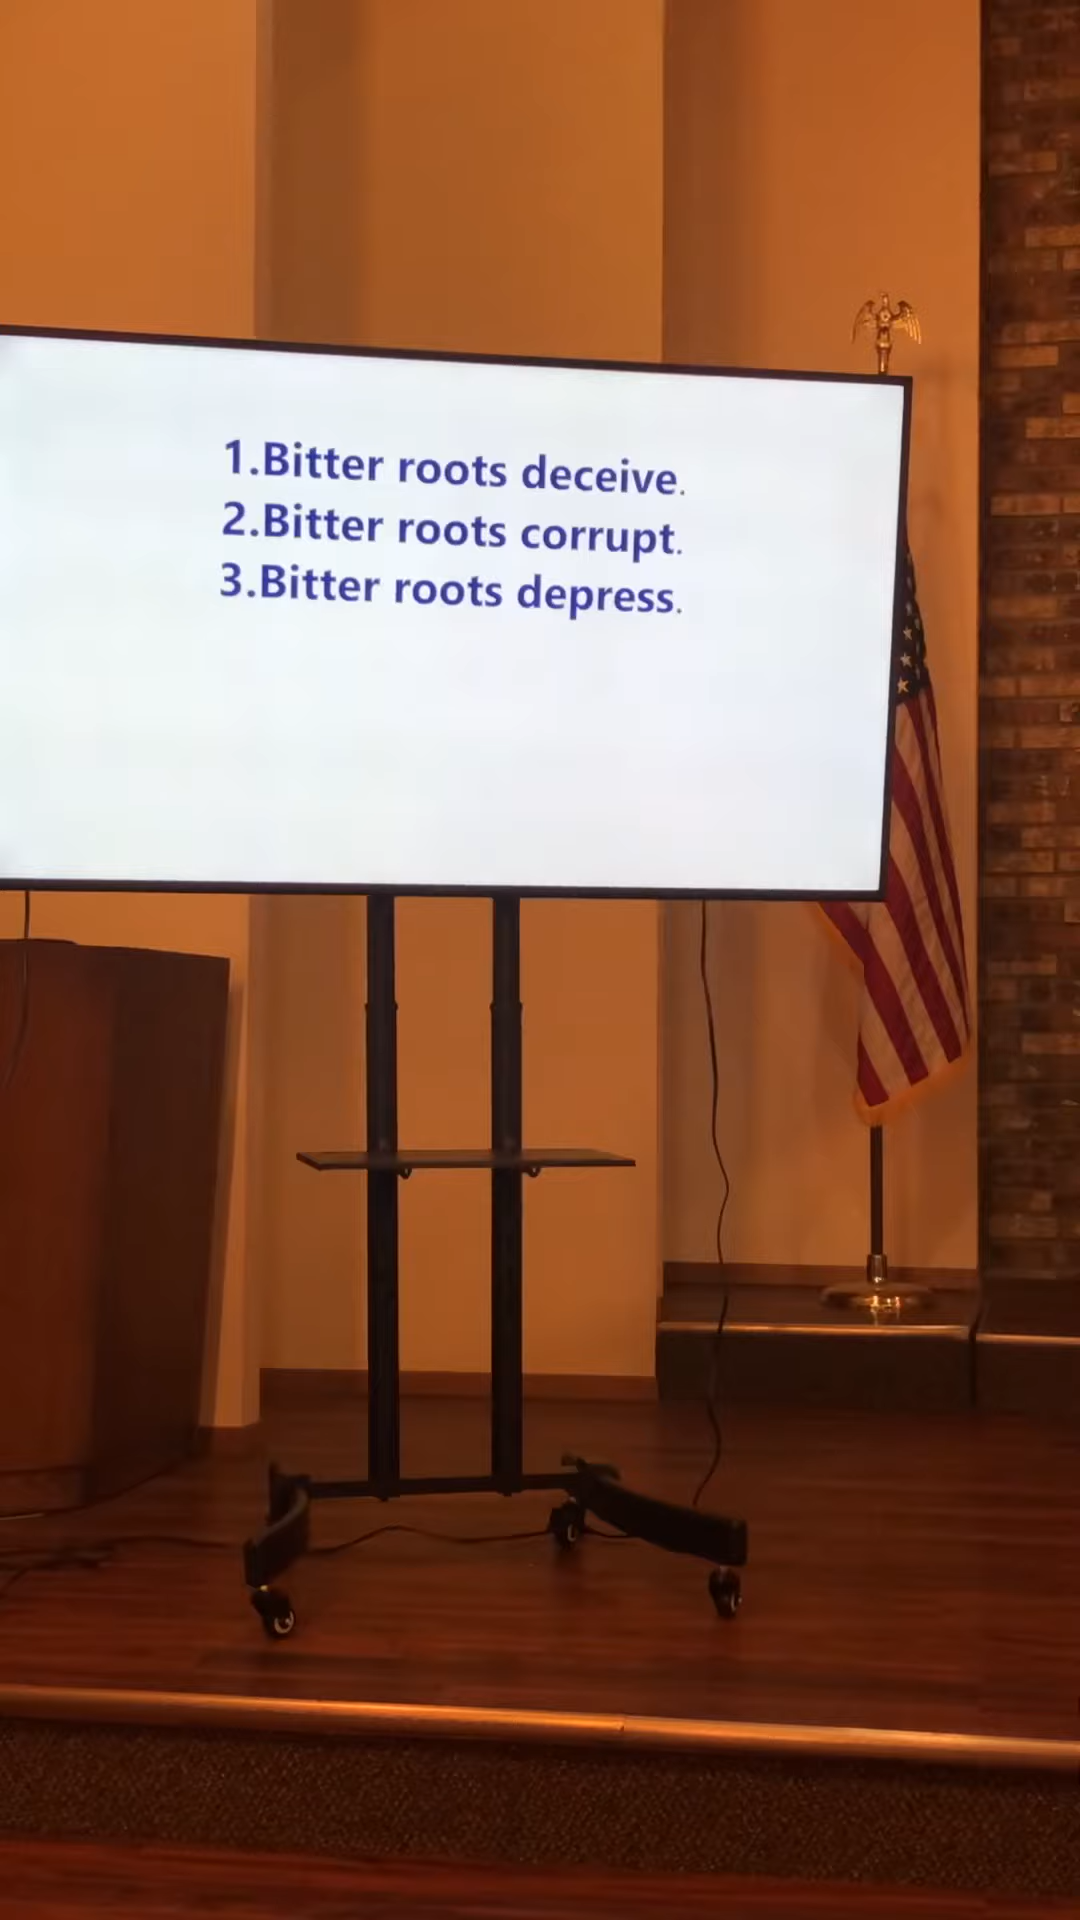 1.Bitter roots deceive.
2.Bitter roots corrupt.
3.Bitter roots depress.